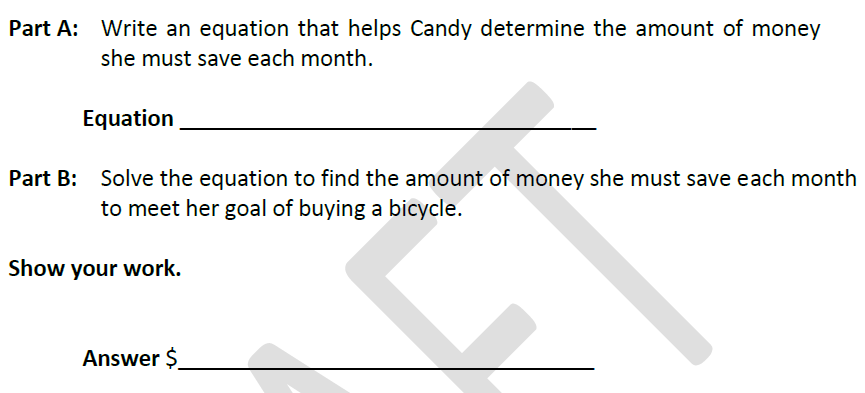 Part A: Write an equation that helps Candy determine the amount of money
she must save each month.
Equation
Part B: Solve the equation to find the amount of money she must save each month
to meet her goal of buying a bicycle.
Show your work.
Answer $